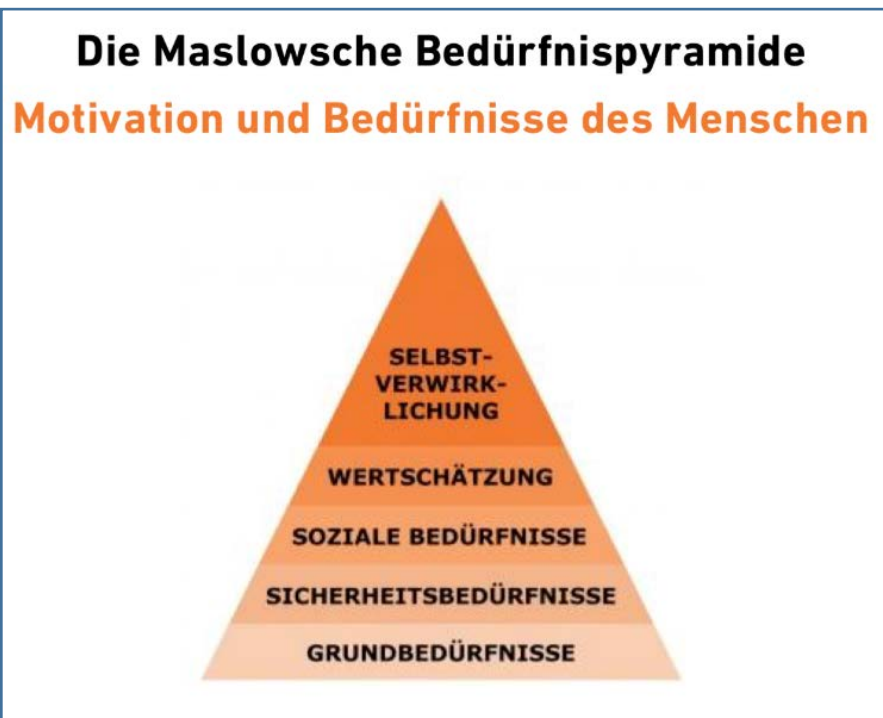 Die Maslowsche Bedürfnispyramide
Motivation und Bedürfnisse des Menschen
SELBST-
VERWIRK-
LICHUNG
WERTSCHÄTZUNG
SOZIALE BEDÜRFNISSE
SICHERHEITSBEDÜRFNISSE
GRUNDBEDÜRFNISSE